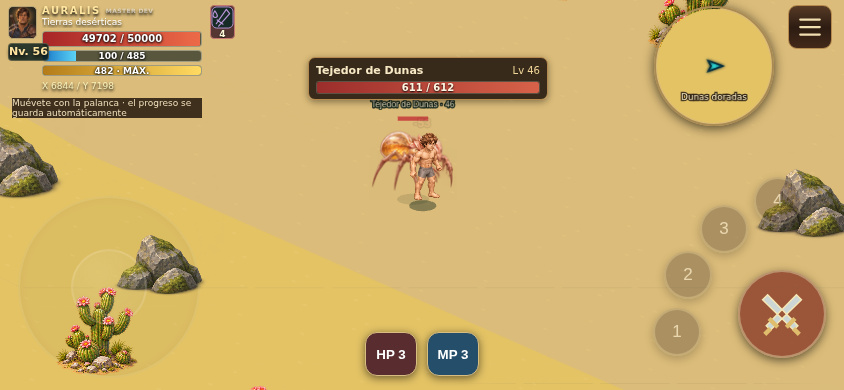 AURALIS MASTER DEV
Tierras desérticas
49702 / 50000
Nv. 56
100 / 485
482 · MÁX.
X 6844 / Y 7198
Muévete con la palanca · el progreso se
guarda automáticamente
4
Tejedor de Dunas Lv 46
611 / 612
Tejedor de Dunas · 46
Dunas doradas
4
3
2
1
HP 3
MP 3